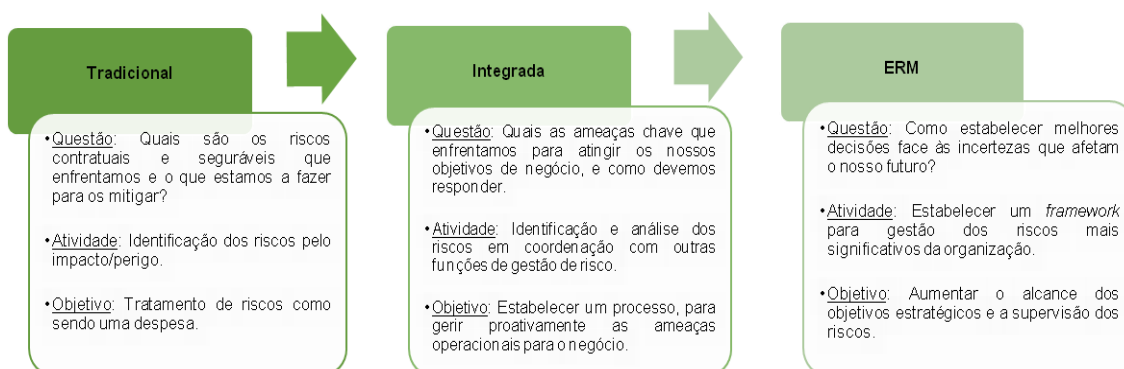 Tradicional
•Questão: Quais são os riscos
contratuais e seguráveis que
enfrentamos e o que estamos a fazer
para os mitigar?
•Atividade: Identificação dos riscos pelo
impacto/perigo.
•Objetivo: Tratamento de riscos como
sendo uma despesa.
Integrada
•Questão: Quais as ameaças chave que
enfrentamos para atingir os nossos
objetivos de negócio, e como devemos
responder.
•Atividade: Identificação e análise dos
riscos em coordenação com outras
funções de gestão de risco.
•Objetivo: Estabelecer um processo, para
gerir proativamente as ameaças
operacionais para o negócio.
ERM
•Questão: Como estabelecer melhores
decisões face às incertezas que afetam
o nosso futuro?
•Atividade: Estabelecer um framework
para gestão dos riscos mais
significativos da organização.
•Objetivo: Aumentar o alcance dos
objetivos estratégicos e a supervisão dos
riscos.